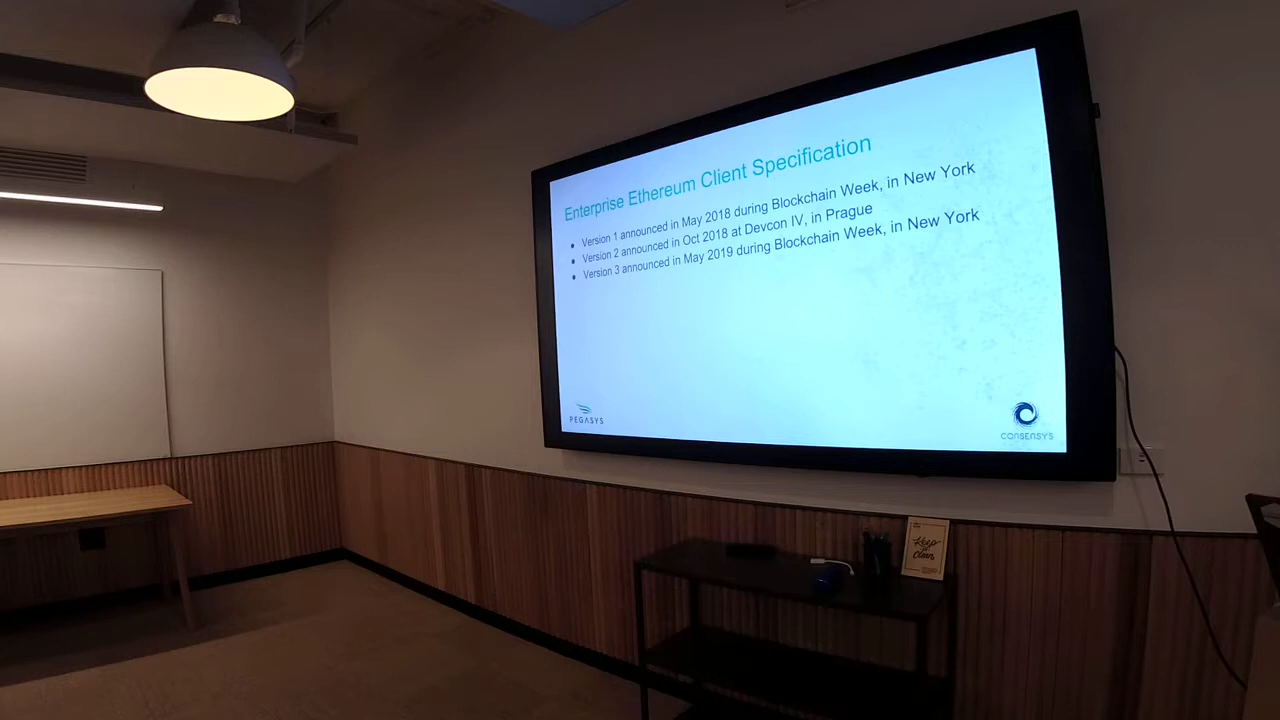 Enterprise Ethereum Client Specification
Version 1 announced in May 2018 during Blockchain Week, in New York
Version 2 announced in Oct 2018 at Devcon IV, in Prague
Version 3 announced in May 2019 during Blockchain Week, in New York
PEGASYS
CONSENSYS
Keep
Clean